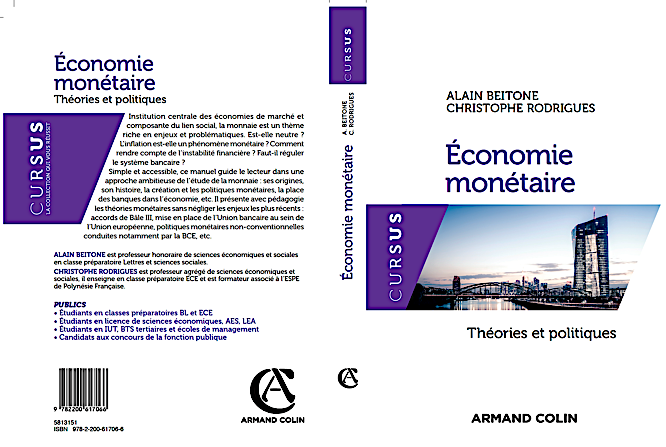 Économie
monétaire
Théories et politiques
Institution centrale des économies de marché et
composante du lien social, la monnaie est un thème
riche en enjeux et problématiques. Est-elle neutre ?
L'inflation est-elle un phénomène monétaire ? Comment
rendre compte de l'instabilité financière ? Faut-il réguler
le système bancaire ?
Simple et accessible, ce manuel guide le lecteur dans une
approche ambitieuse de l'étude de la monnaie : ses origines,
son histoire, la création et les politiques monétaires, la place
des banques dans l'économie, etc. Il présente avec pédagogie
les théories monétaires sans négliger les enjeux les plus récents :
accords de Bâle III, mise en place de l'Union bancaire au sein de
l'Union européenne, politiques monétaires non-conventionnelles
conduites notamment par la BCE, etc.
CURSUS
LA COLLECTION QUI VOUS RÉUSSIT
ALAIN BEITONE est professeur honoraire de sciences économiques et sociales
en classe préparatoire Lettres et sciences sociales.
CHRISTOPHE RODRIGUES est professeur agrégé de sciences économiques et
sociales, il enseigne en classe préparatoire ECE et est formateur associé à l'ESPE
de Polynésie Française.
PUBLICS
• Étudiants en classes préparatoires BL et ECE
• Étudiants en licence de sciences économiques, AES, LEA
• Étudiants en IUT, BTS tertiaires et écoles de management
• Candidats aux concours de la fonction publique
9 782200 617066
5813151
ISBN 978-2-200-61706-6
ARMAND COLIN
CURSUS
A. BEITONE
C. RODRIGUES
Économie monétaire
ALAIN BEITONE
CHRISTOPHE RODRIGUES
Économie
monétaire
CURSUS
Théories et politiques
ARMAND COLIN